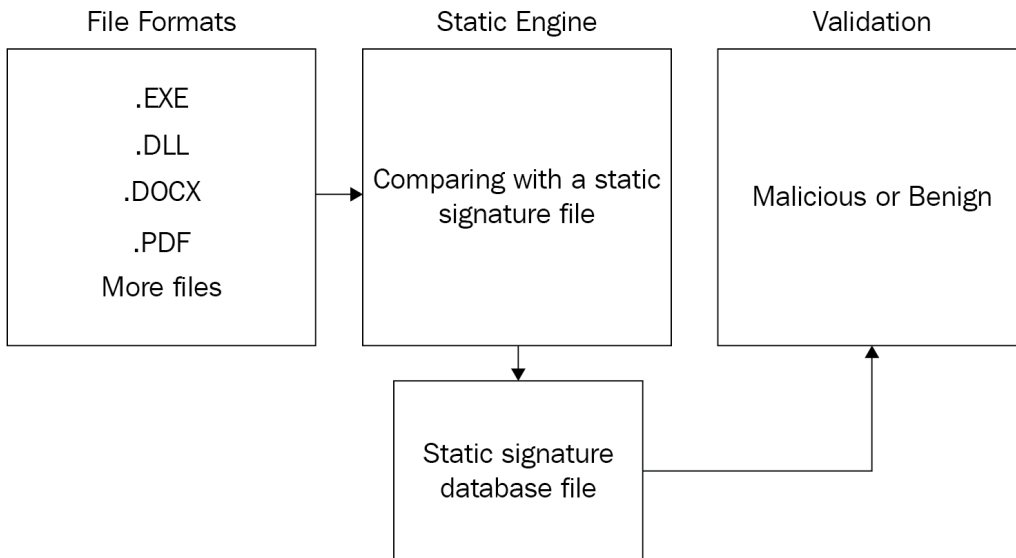 File Formats
Static Engine
Validation
.EXE
.DLL
.DOCX
.PDF
More files
Comparing with a static
signature file
Malicious or Benign
Static signature
database file